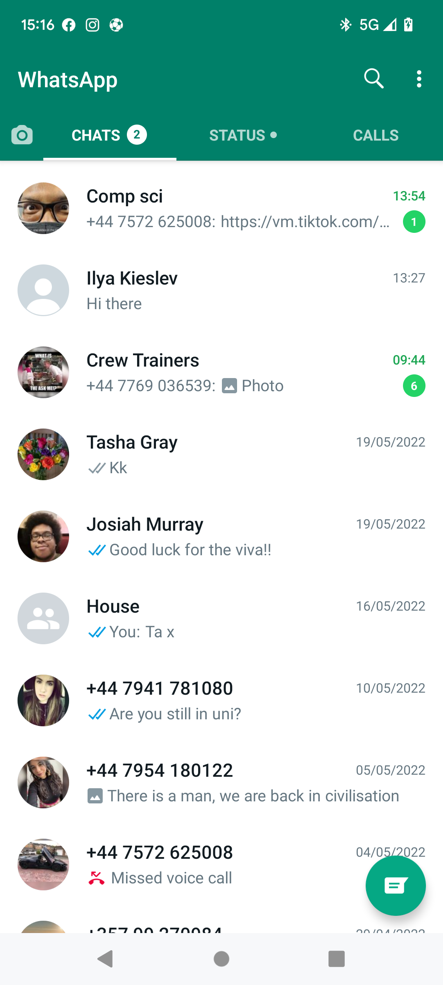 15:16
5G
WhatsApp
CHATS 2
STATUS
CALLS
Comp sci
13:54
+44 7572 625008: https://vm.tiktok.com/...
1
Ilya Kieslev
13:27
Hi there
Crew Trainers
09:44
+44 7769 036539: Photo
6
Tasha Gray
19/05/2022
Kk
Josiah Murray
19/05/2022
Good luck for the viva!!
House
16/05/2022
You: Ta x
+44 7941 781080
10/05/2022
Are you still in uni?
+44 7954 180122
05/05/2022
There is a man, we are back in civilisation
+44 7572 625008
04/05/2022
Missed voice call